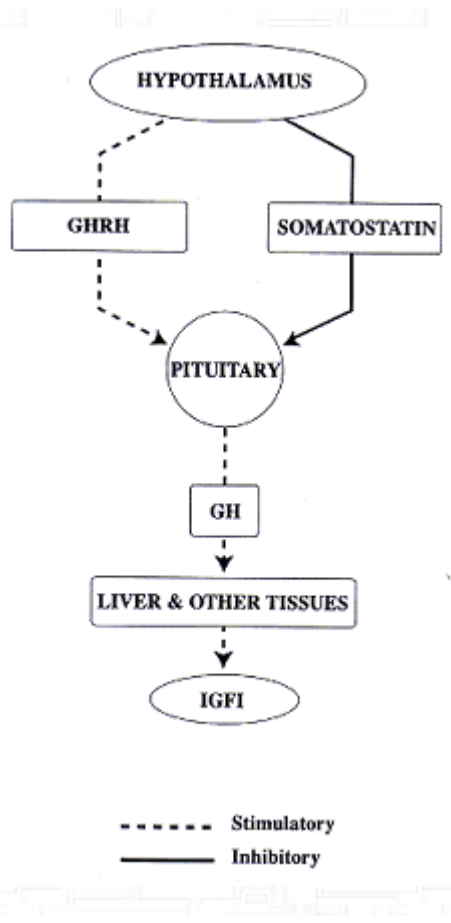 HYPOTHALAMUS
GHRH
SOMATOSTATIN
PITUITARY
GH
LIVER & OTHER TISSUES
IGFI
Stimulatory
Inhibitory